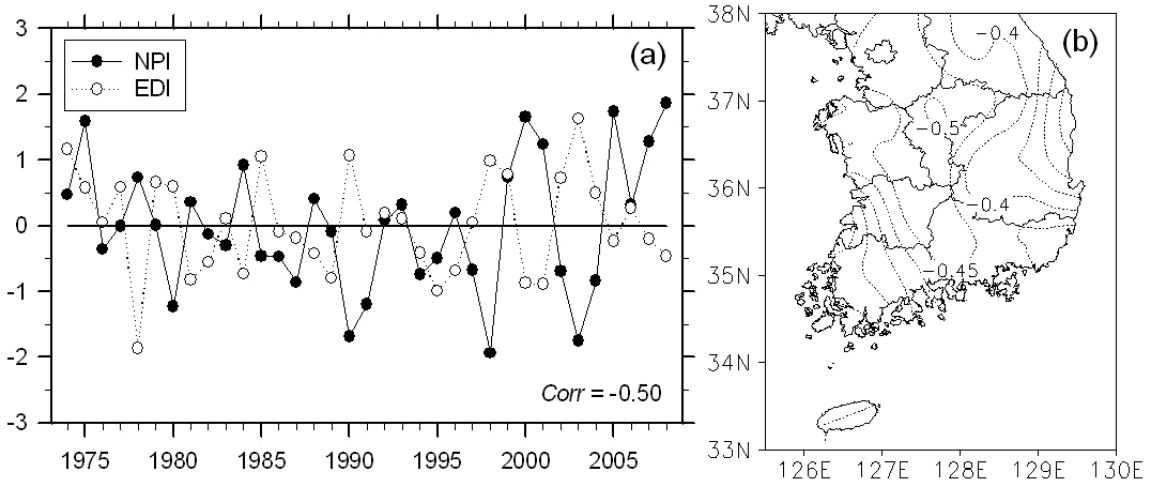 3
2
1
0
-1
-2
-3
NPI
EDI
(a)
Corr = -0.50
1975 1980 1985 1990 1995 2000 2005
38N
37N
36N
35N
34N
33N
(b)
-0.4
-0.5
-0.4
-0.45
126E 127E 128E 129E 130E